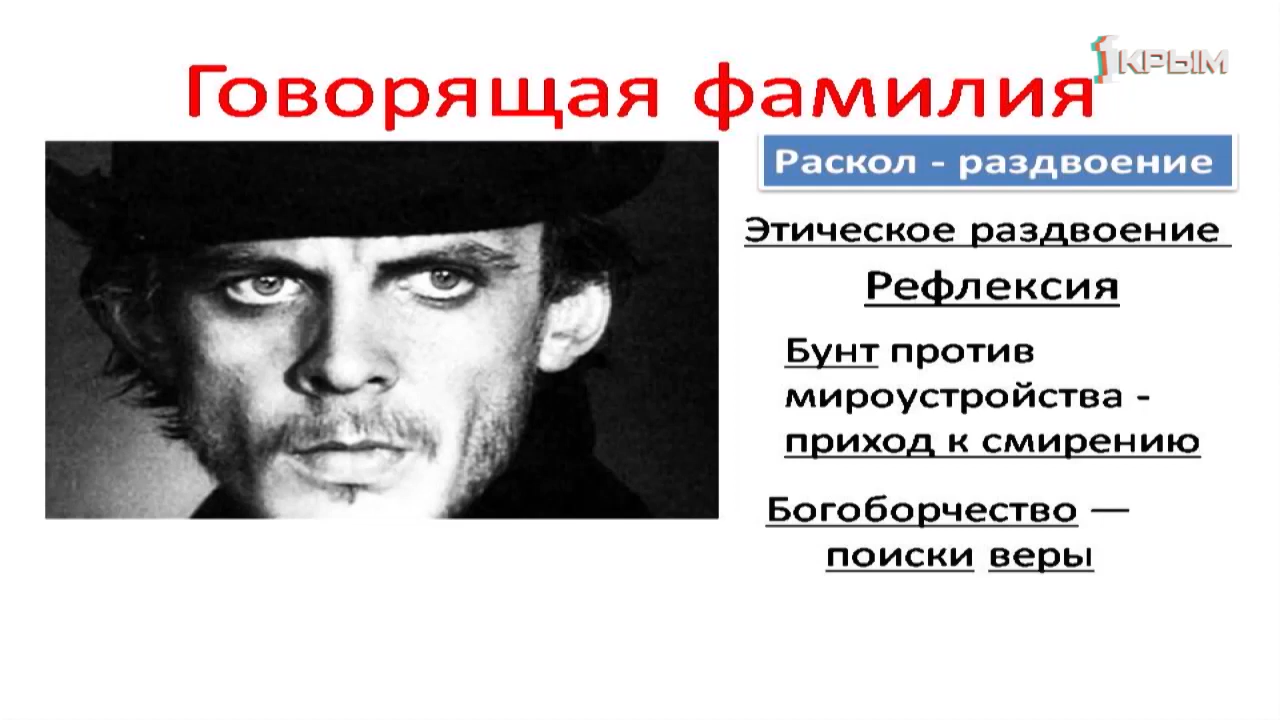 1КРЫМ
Говорящая фамилия
Раскол - раздвоение
Этическое раздвоение
Рефлексия
Бунт против
мироустройства -
приход к смирению
Богоборчество —
поиски веры